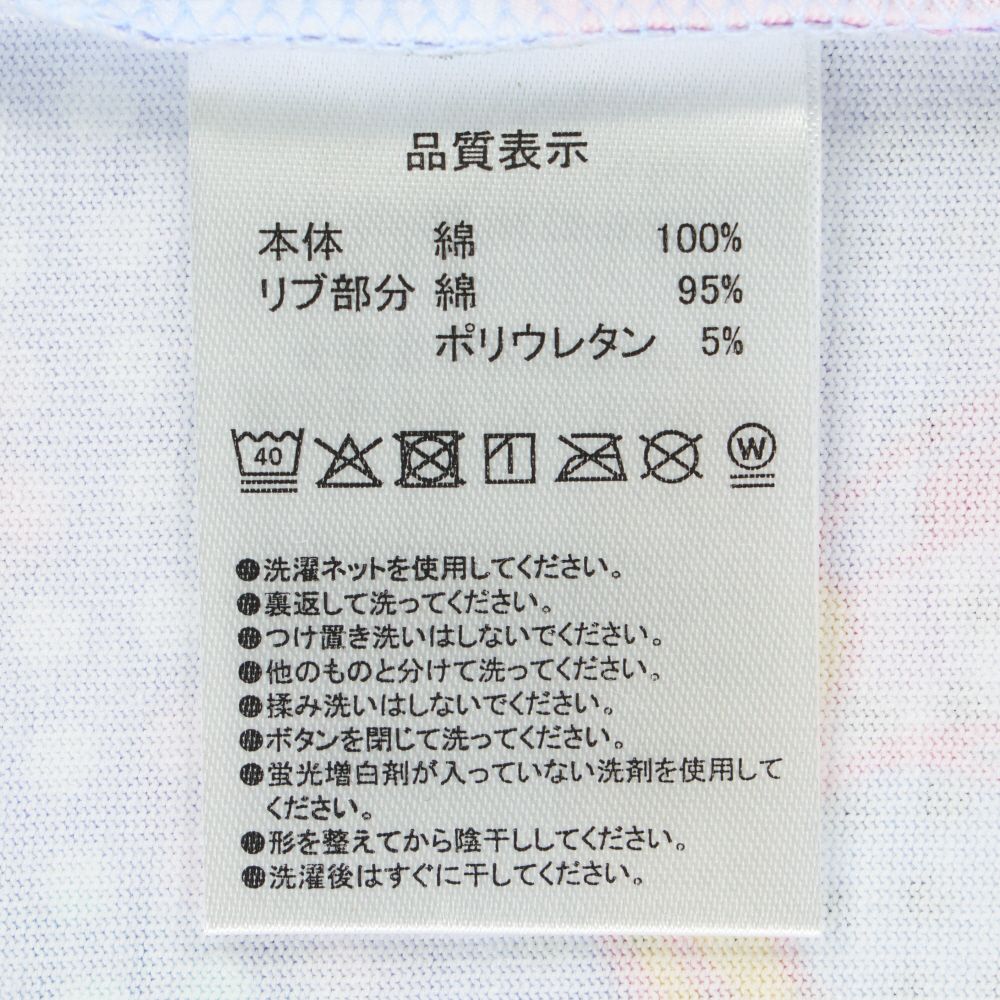 品質表示
本体 綿 100%
リブ部分 綿 95%
ポリウレタン 5%
40 W
●洗濯ネットを使用してください。
●裏返して洗ってください。
●つけ置き洗いはしないでください。
●他のものと分けて洗ってください。
●揉み洗いはしないでください。
●ボタンを閉じて洗ってください。
●蛍光増白剤が入っていない洗剤を使用して
ください。
●形を整えてから陰干ししてください。
●洗濯後はすぐに干してください。